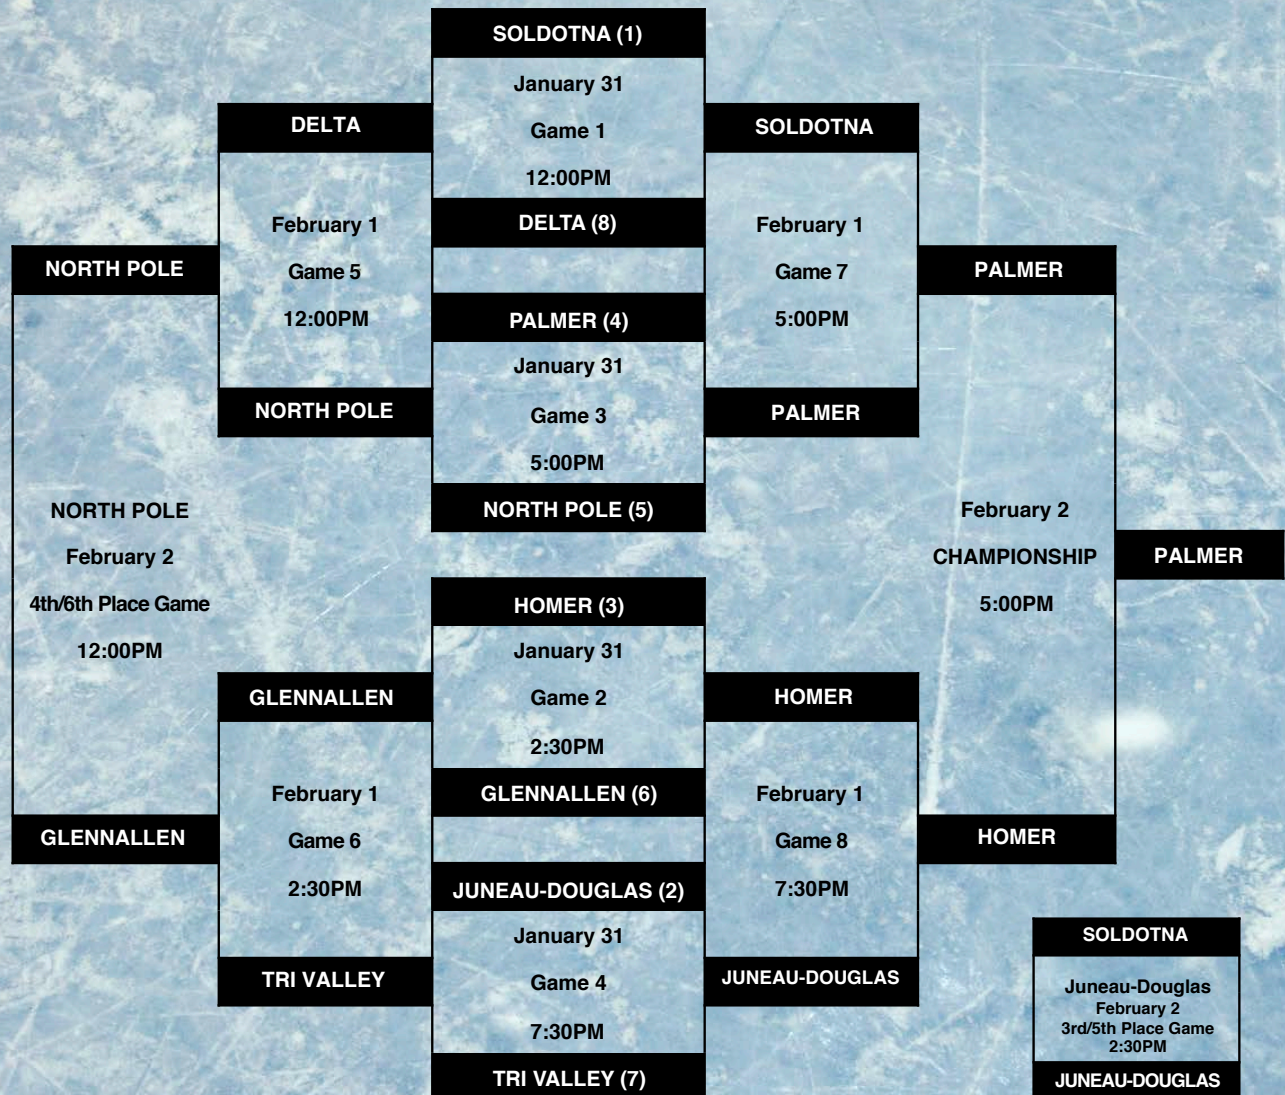 SOLDOTNA (1)
January 31
Game 1
12:00PM
DELTA (8)
PALMER (4)
January 31
Game 3
5:00PM
NORTH POLE (5)
HOMER (3)
January 31
Game 2
2:30PM
GLENNALLEN (6)
JUNEAU-DOUGLAS (2)
January 31
Game 4
7:30PM
TRI VALLEY (7)
DELTA
February 1
Game 5
12:00PM
NORTH POLE
GLENNALLEN
February 1
Game 6
2:30PM
TRI VALLEY
NORTH POLE
NORTH POLE
February 2
4th/6th Place Game
12:00PM
GLENNALLEN
SOLDOTNA
February 1
Game 7
5:00PM
PALMER
HOMER
February 1
Game 8
7:30PM
JUNEAU-DOUGLAS
PALMER
February 2
CHAMPIONSHIP
5:00PM
HOMER
PALMER
SOLDOTNA
Juneau-Douglas
February 2
3rd/5th Place Game
2:30PM
JUNEAU-DOUGLAS